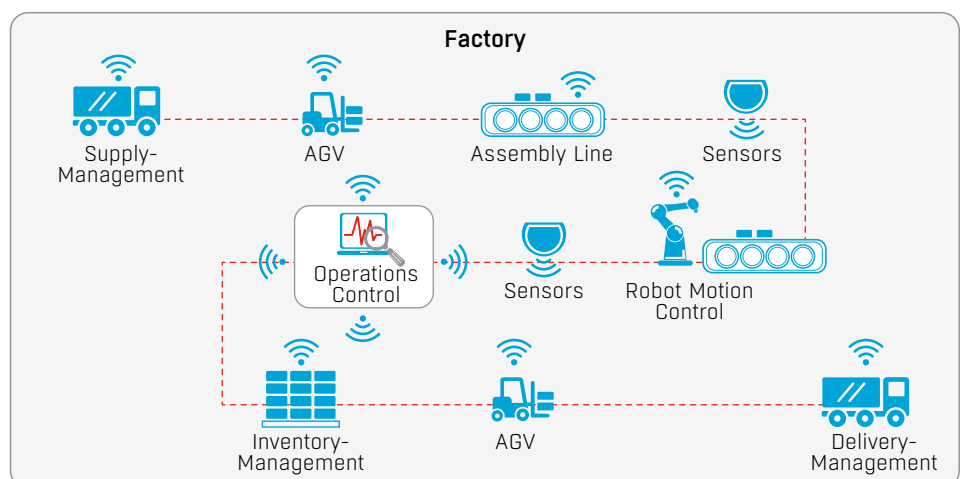 Factory
Supply-
Management
AGV
Assembly Line
Sensors
Operations
Control
Sensors
Robot Motion
Control
Inventory-
Management
AGV
Delivery-
Management